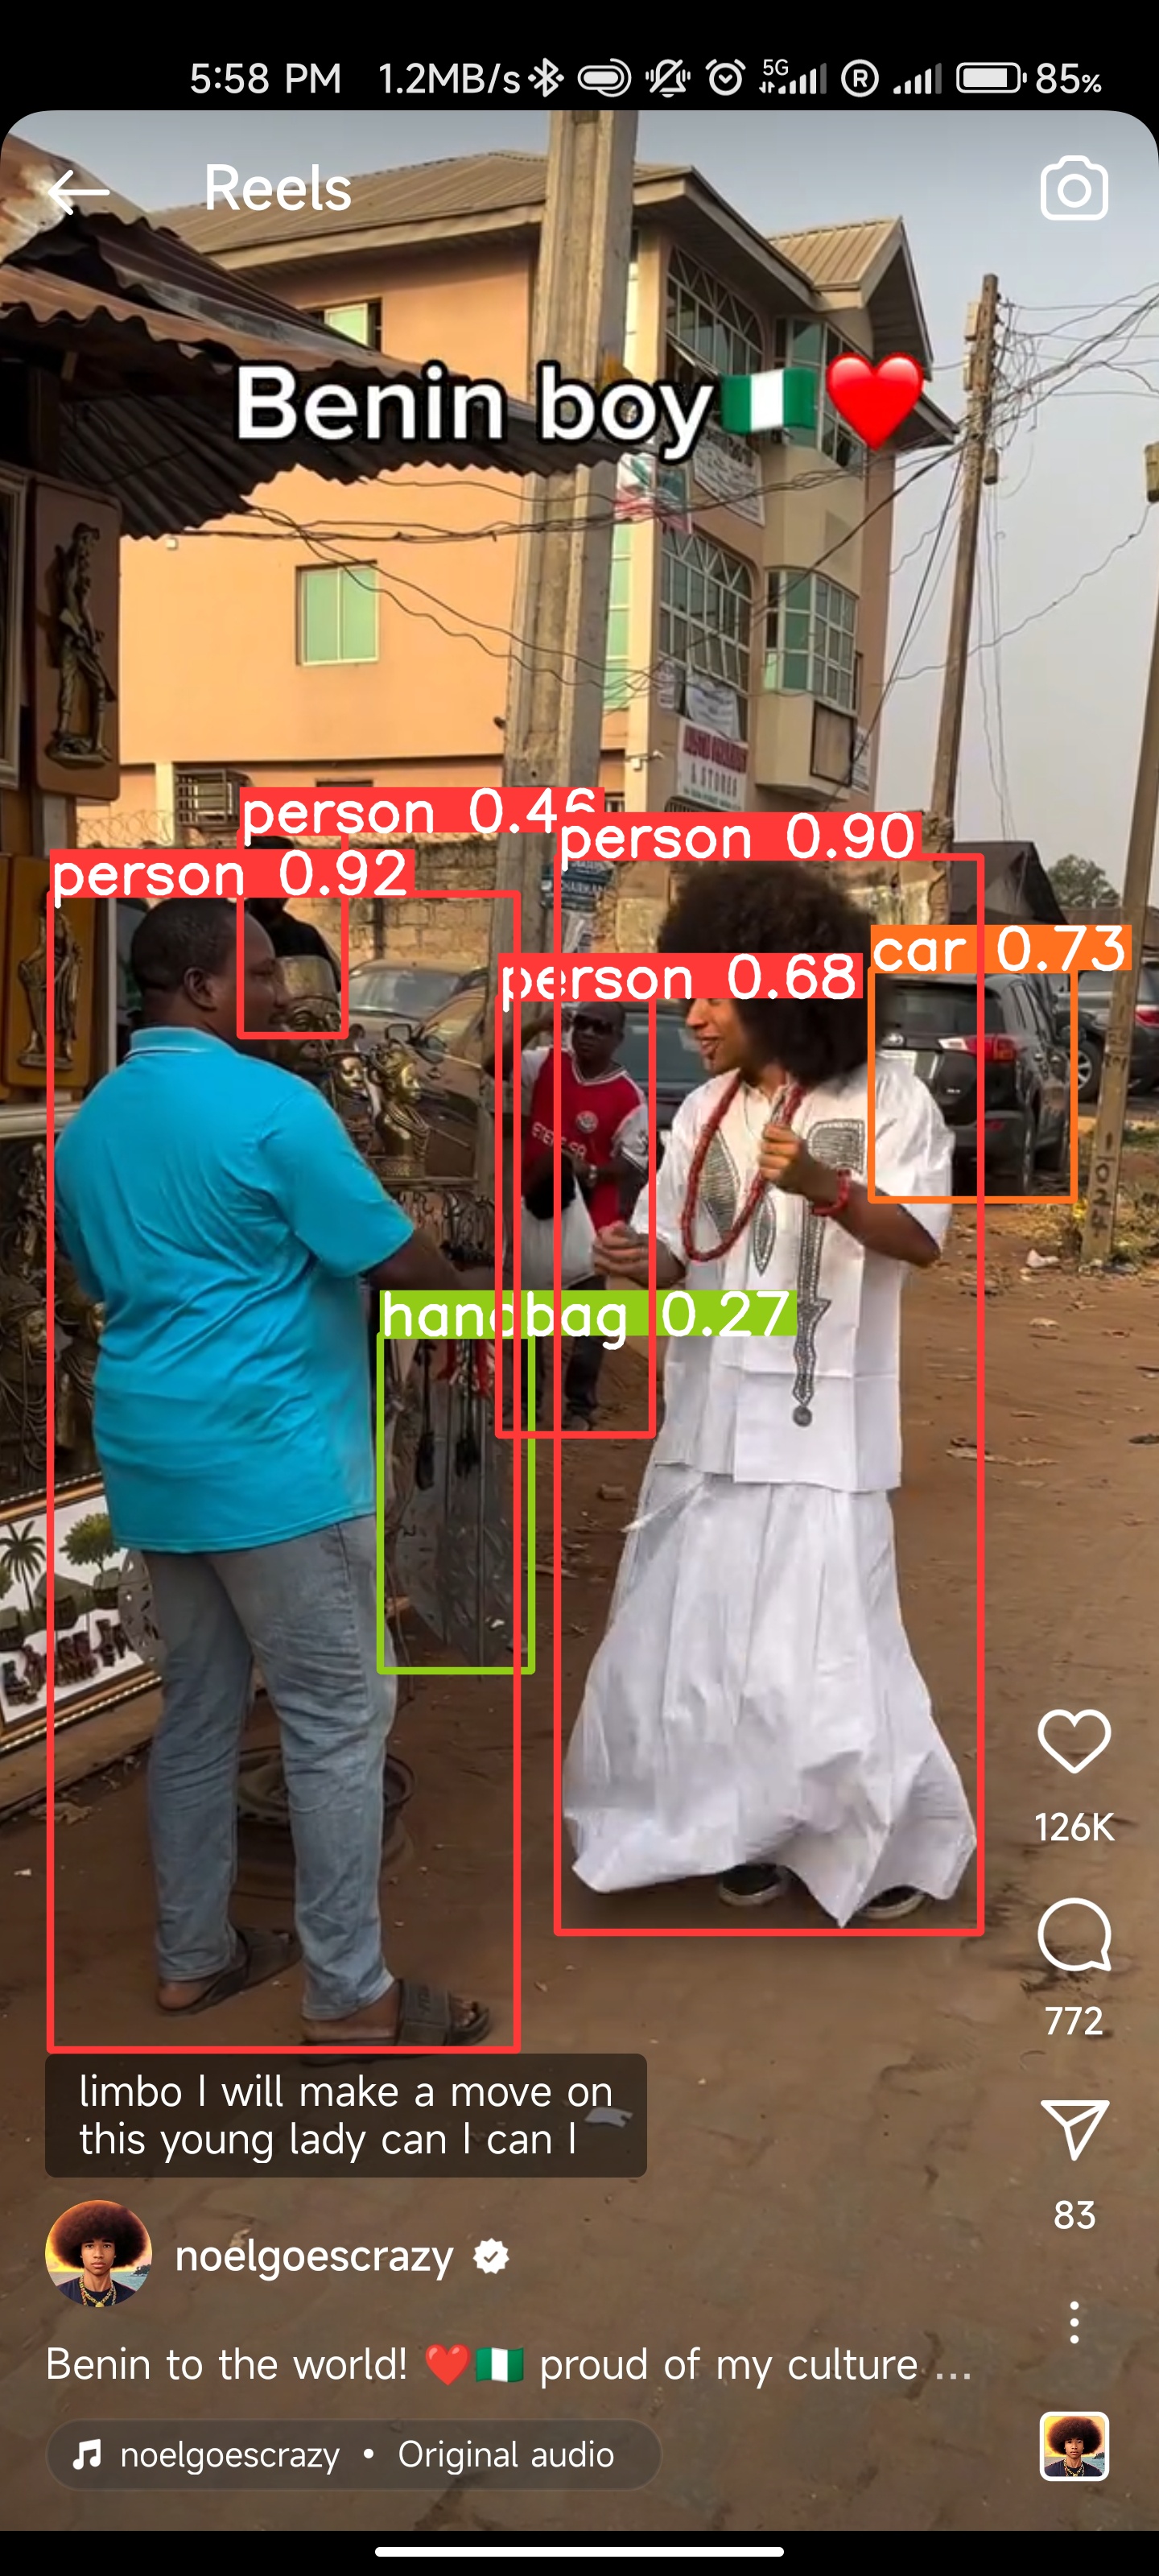 5:58 PM 1.2MB/s 5G R 85%
Reels
Benin boy🇳🇬❤️
person 0.46
person 0.90
person 0.92
car 0.73
person 0.68
handbag 0.27
126K
772
limbo I will make a move on
this young lady can I can I
83
noelgoescrazy
Benin to the world! ❤️🇳🇬 proud of my culture ...
noelgoescrazy • Original audio